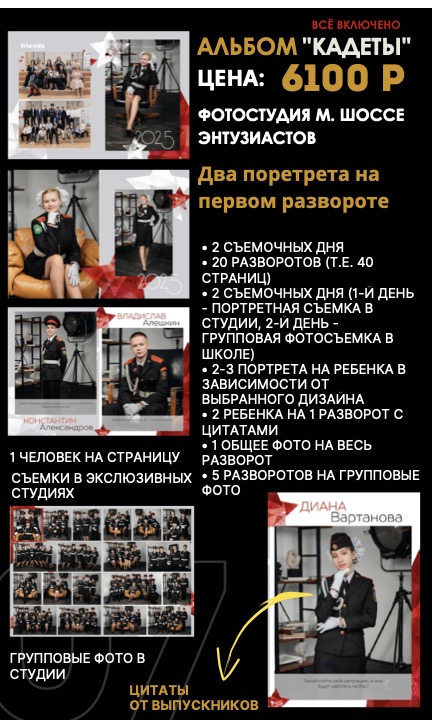 ВСЁ ВКЛЮЧЕНО
АЛЬБОМ "КАДЕТЫ"
ЦЕНА: 6100 Р
ФОТОСТУДИЯ М. ШОССЕ
ЭНТУЗИАСТОВ
Два поретрета на
первом развороте
friends
2025
2025
• 2 СЪЕМОЧНЫХ ДНЯ
• 20 РАЗВОРОТОВ (Т.Е. 40
СТРАНИЦ)
• 2 СЪЕМОЧНЫХ ДНЯ (1-Й ДЕНЬ
- ПОРТРЕТНАЯ СЪЕМКА В
СТУДИИ, 2-Й ДЕНЬ -
ГРУППОВАЯ ФОТОСЪЕМКА В
ШКОЛЕ)
• 2-3 ПОРТРЕТА НА РЕБЕНКА В
ЗАВИСИМОСТИ ОТ
ВЫБРАННОГО ДИЗАЙНА
• 2 РЕБЕНКА НА 1 РАЗВОРОТ С
ЦИТАТАМИ
• 1 ОБЩЕЕ ФОТО НА ВЕСЬ
РАЗВОРОТ
• 5 РАЗВОРОТОВ НА ГРУППОВЫЕ
ФОТО
ВЛАДИСЛАВ
Алешкин
КОНСТАНТИН
Александров
1 ЧЕЛОВЕК НА СТРАНИЦУ
СЪЕМКИ В ЭКСЛЮЗИВНЫХ
СТУДИЯХ
ДИАНА
Вартанова
ГРУППОВЫЕ ФОТО В
СТУДИИ
ЦИТАТЫ
ОТ ВЫПУСКНИКОВ